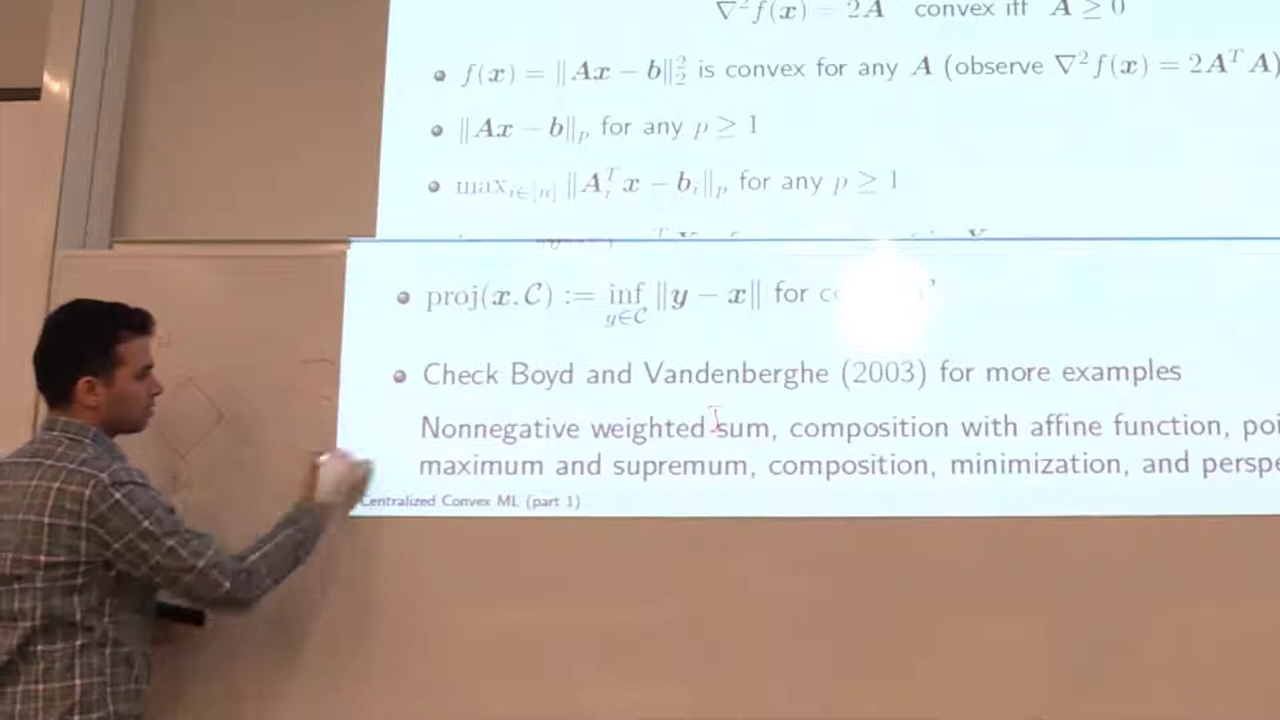 ∇²f(x) = 2A convex iff A ≥ 0
f(x) = ‖Ax − b‖₂² is convex for any A (observe ∇²f(x) = 2AᵀA)
‖Ax − b‖ₚ for any p ≥ 1
max_{i∈[n]} ‖Aᵢᵀx − bᵢ‖ₚ for any p ≥ 1
proj(x, C) := inf_{y∈C} ‖y − x‖ for
Check Boyd and Vandenberghe (2003) for more examples
Nonnegative weighted sum, composition with affine function,
maximum and supremum, composition, minimization, and
Centralized Convex ML (part 1)